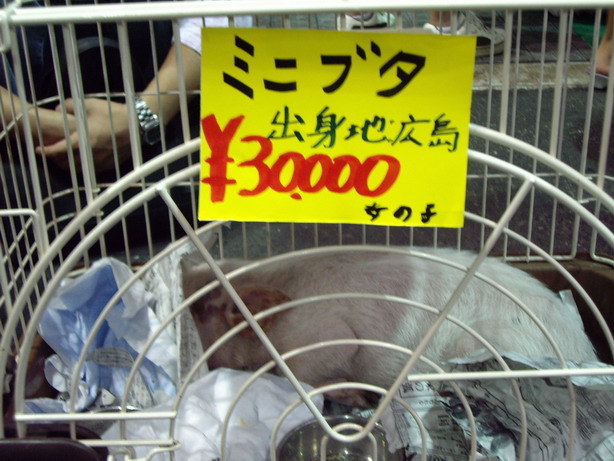 ミニブタ
出身地広島
¥30,000
女の子